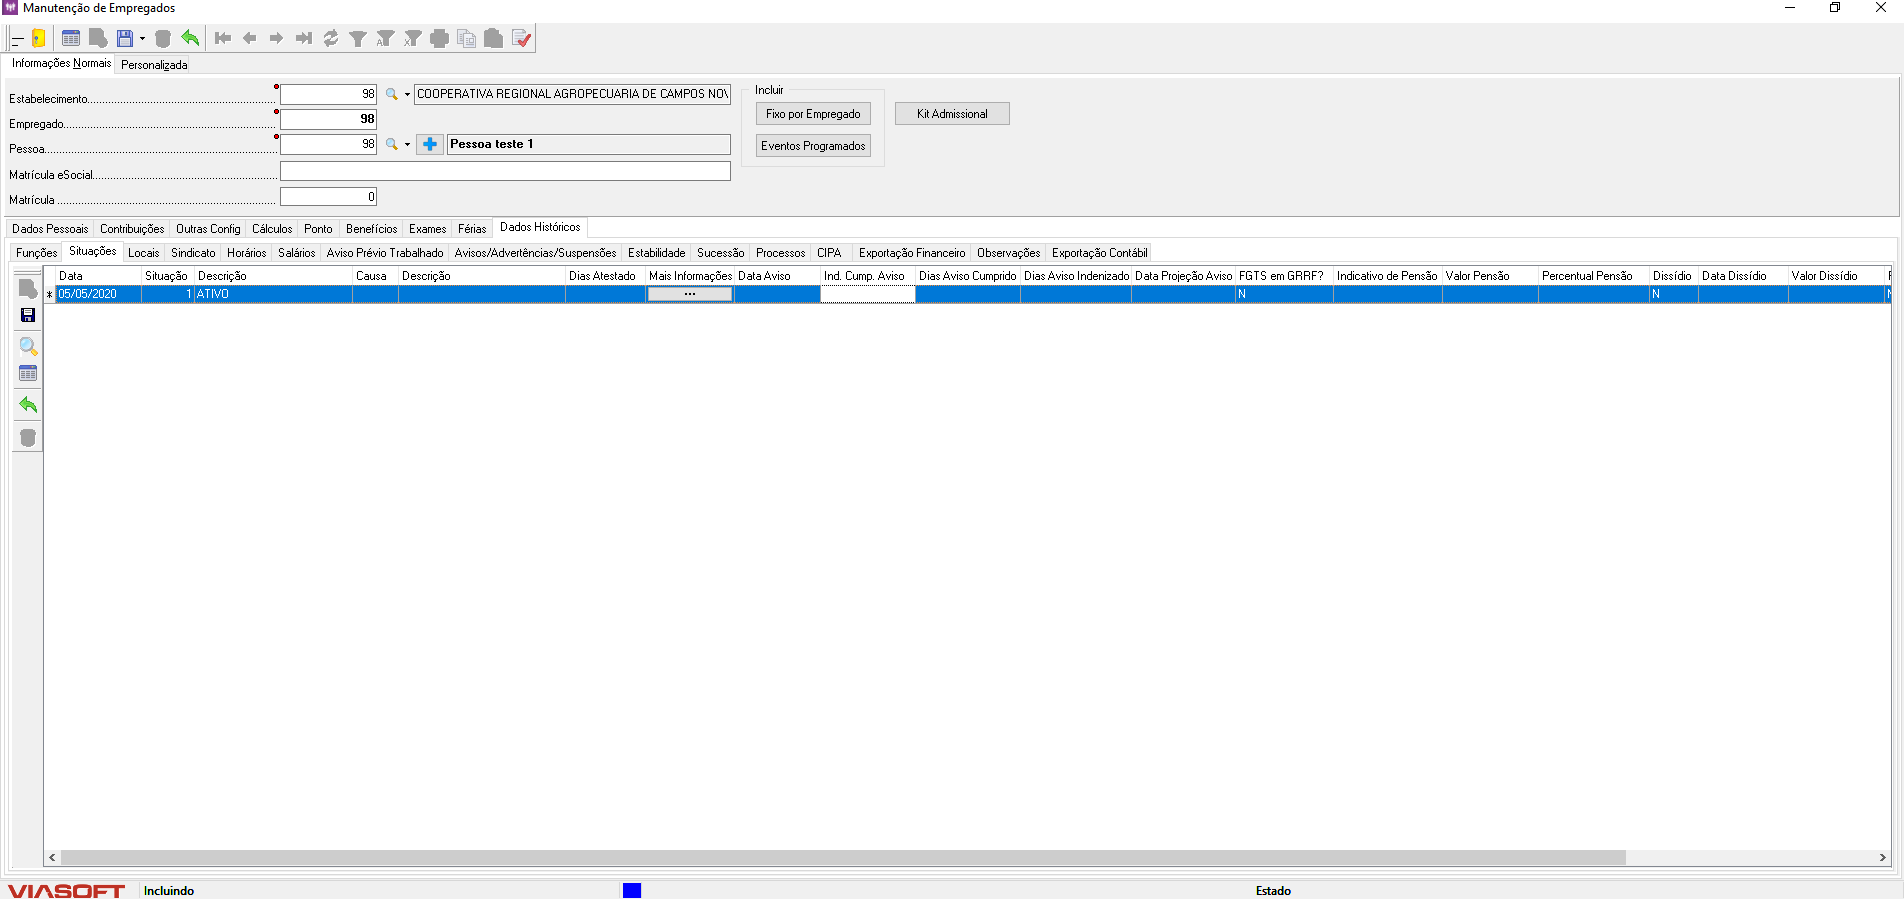 Manutenção de Empregados
Informações Normais Personalizada
Estabelecimento 98 COOPERATIVA REGIONAL AGROPECUARIA DE CAMPOS NOV
Empregado 98
Pessoa 98 Pessoa teste 1
Matrícula eSocial
Matrícula 0
Incluir
Fixo por Empregado
Eventos Programados
Kit Admissional
Dados Pessoais Contribuições Outras Config Cálculos Ponto Benefícios Exames Férias Dados Históricos
Funções Situações Locais Sindicato Horários Salários Aviso Prévio Trabalhado Avisos/Advertências/Suspensões Estabilidade Sucessão Processos CIPA Exportação Financeiro Observações Exportação Contábil
Data Situação Descrição Causa Descrição Dias Atestado Mais Informações Data Aviso Ind. Cump. Aviso Dias Aviso Cumprido Dias Aviso Indenizado Data Projeção Aviso FGTS em GRRF? Indicativo de Pensão Valor Pensão Percentual Pensão Dissídio Data Dissídio Valor Dissídio
* 05/05/2020 1 ATIVO ... N N
VIASOFT Incluindo Estado